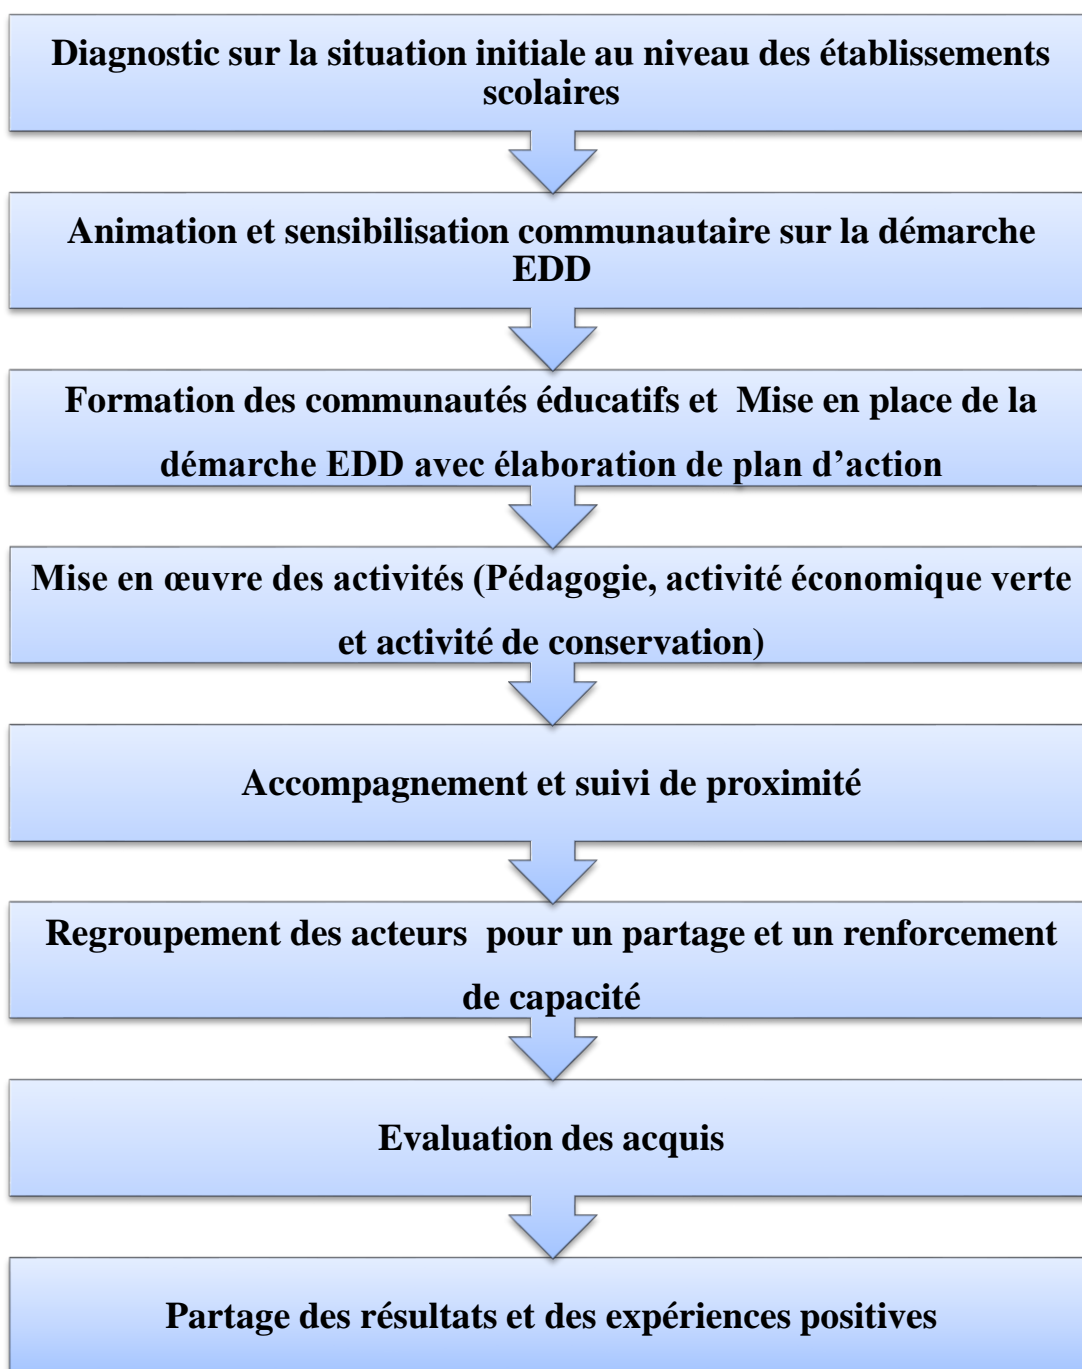 Diagnostic sur la situation initiale au niveau des établissements
scolaires
Animation et sensibilisation communautaire sur la démarche
EDD
Formation des communautés éducatifs et  Mise en place de la
démarche EDD avec élaboration de plan d’action
Mise en œuvre des activités (Pédagogie, activité économique verte
et activité de conservation)
Accompagnement et suivi de proximité
Regroupement des acteurs  pour un partage et un renforcement
de capacité
Evaluation des acquis
Partage des résultats et des expériences positives